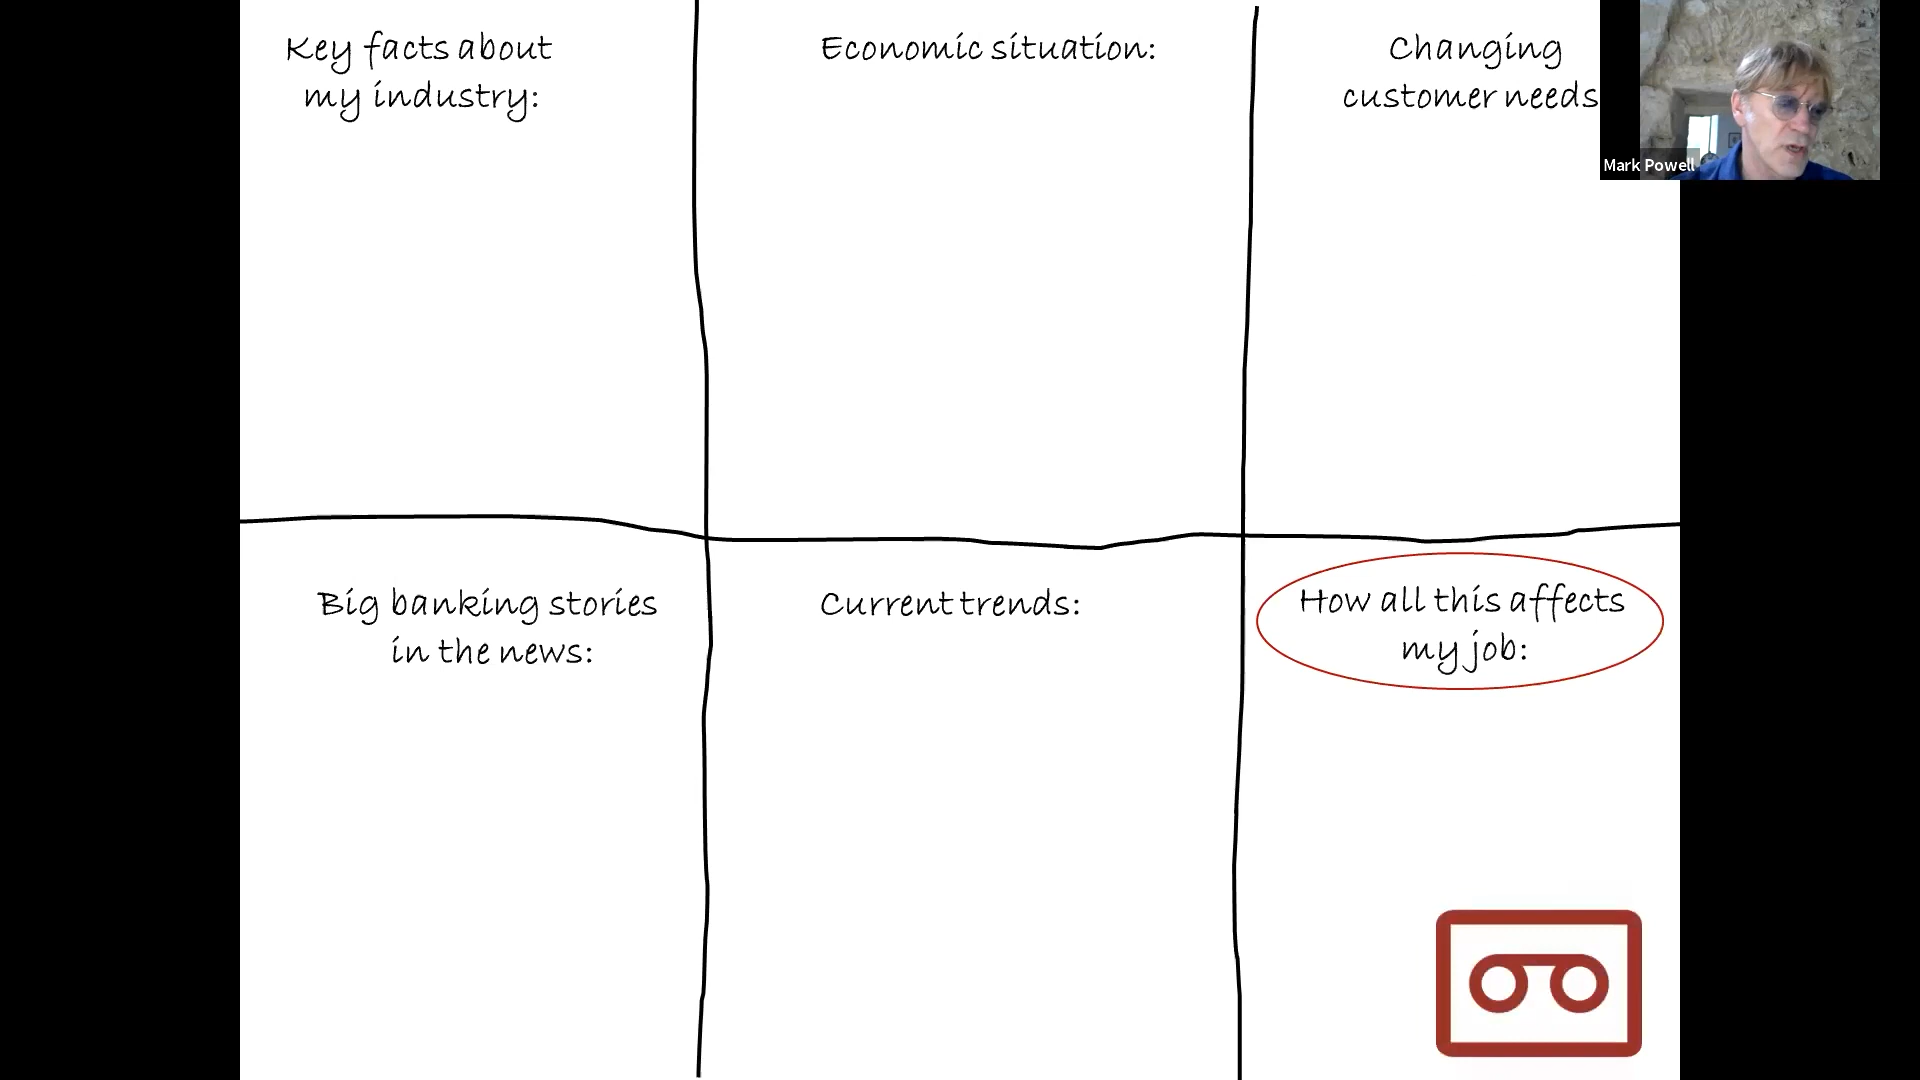 Key facts about
my industry:
Economic situation:
Changing
customer needs
Mark Powell
Big banking stories
in the news:
Current trends:
How all this affects
my job: